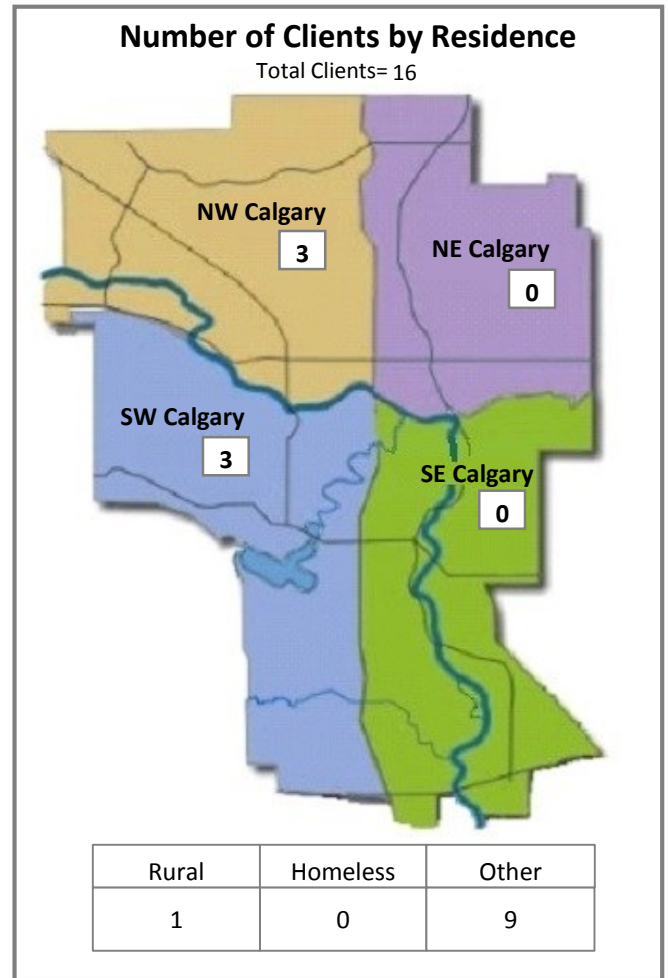 Number of Clients by Residence
Total Clients= 16
NW Calgary
3
NE Calgary
0
SW Calgary
3
SE Calgary
0
Rural Homeless Other
1 0 9